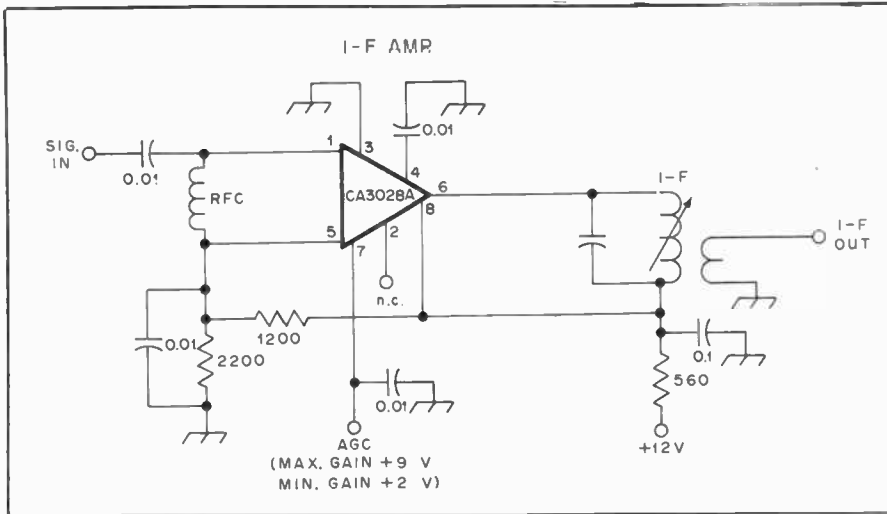 I-F AMP.
0.01
SIG.
IN
0.01
RFC
1
3
4
CA3028A
6
8
5
7
2
n.c.
I-F
I-F
OUT
0.01
2200
1200
0.01
AGC
(MAX. GAIN +9 V
MIN. GAIN +2 V)
0.1
560
+12V